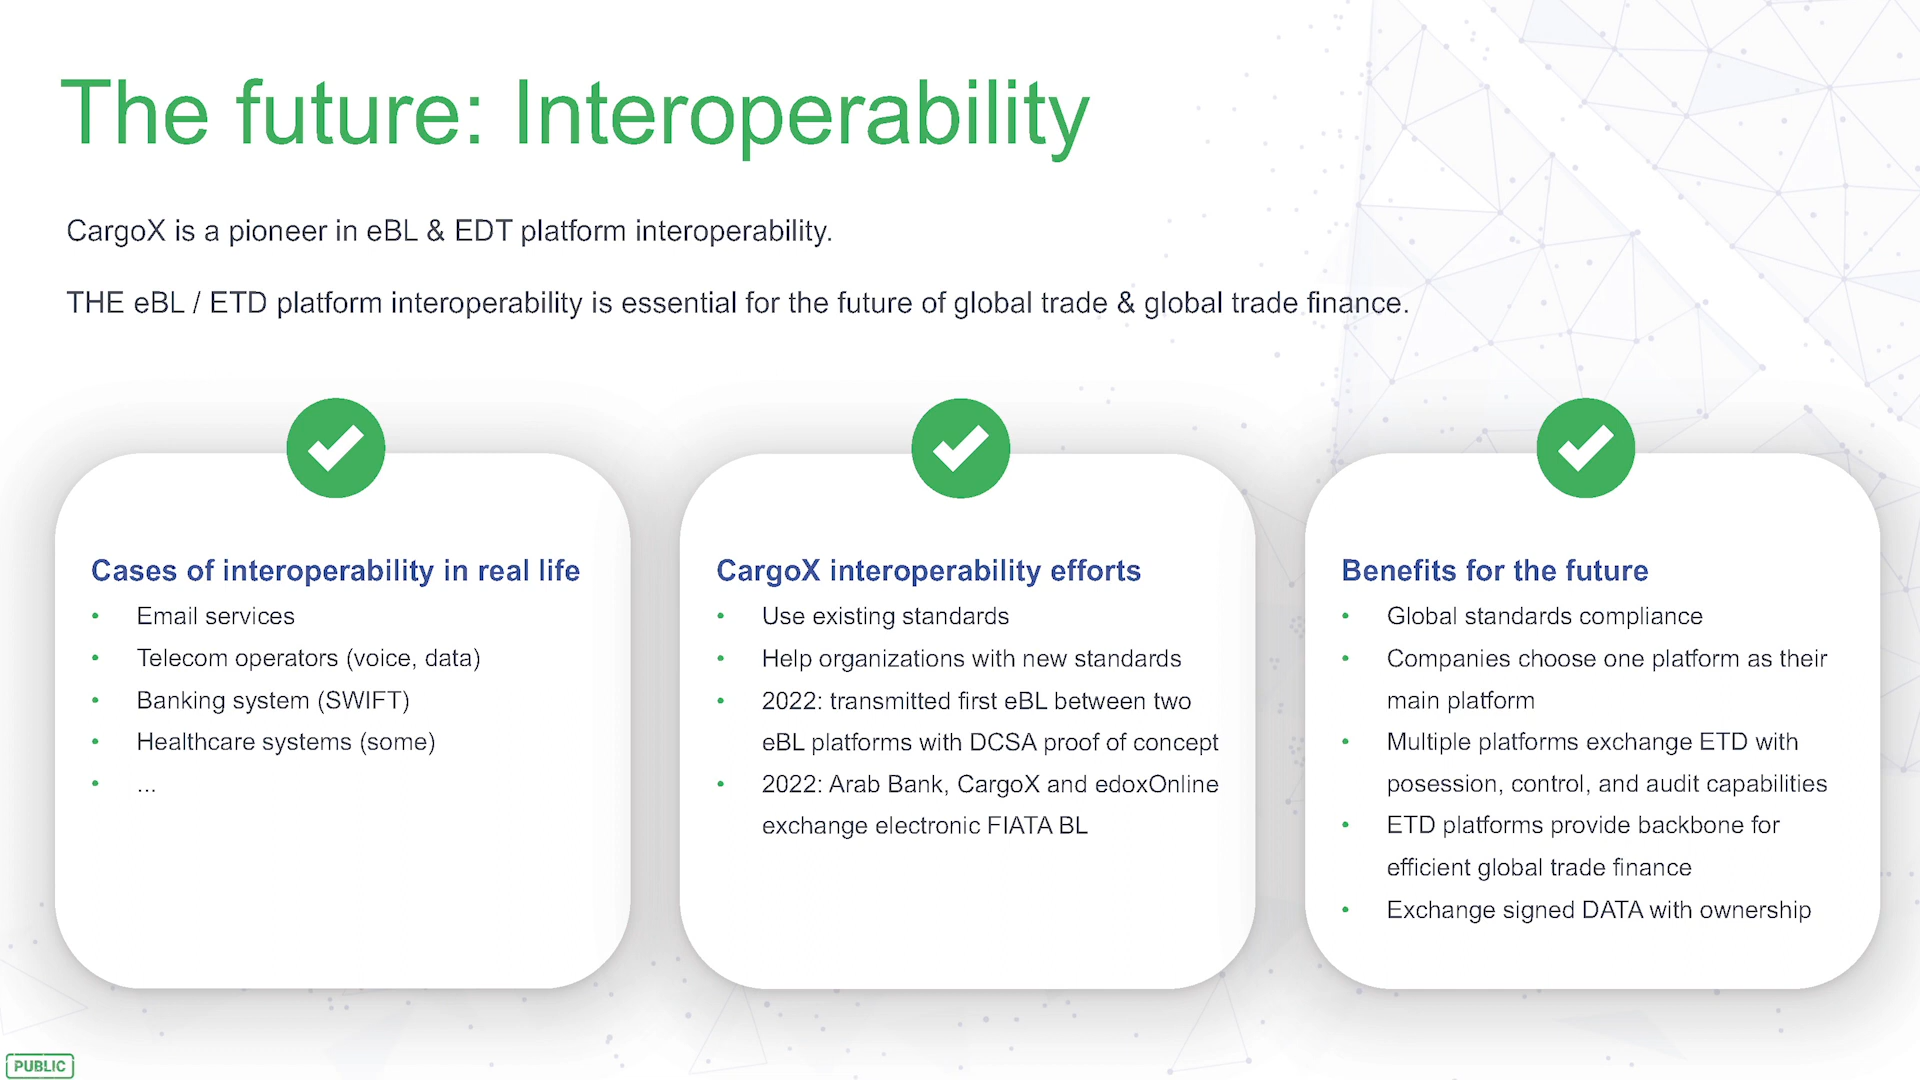 The future: Interoperability
CargoX is a pioneer in eBL & EDT platform interoperability.
THE eBL / ETD platform interoperability is essential for the future of global trade & global trade finance.
Cases of interoperability in real life
• Email services
• Telecom operators (voice, data)
• Banking system (SWIFT)
• Healthcare systems (some)
• ...
CargoX interoperability efforts
• Use existing standards
• Help organizations with new standards
• 2022: transmitted first eBL between two
eBL platforms with DCSA proof of concept
• 2022: Arab Bank, CargoX and edoxOnline
exchange electronic FIATA BL
Benefits for the future
• Global standards compliance
• Companies choose one platform as their
main platform
• Multiple platforms exchange ETD with
posession, control, and audit capabilities
• ETD platforms provide backbone for
efficient global trade finance
• Exchange signed DATA with ownership
PUBLIC